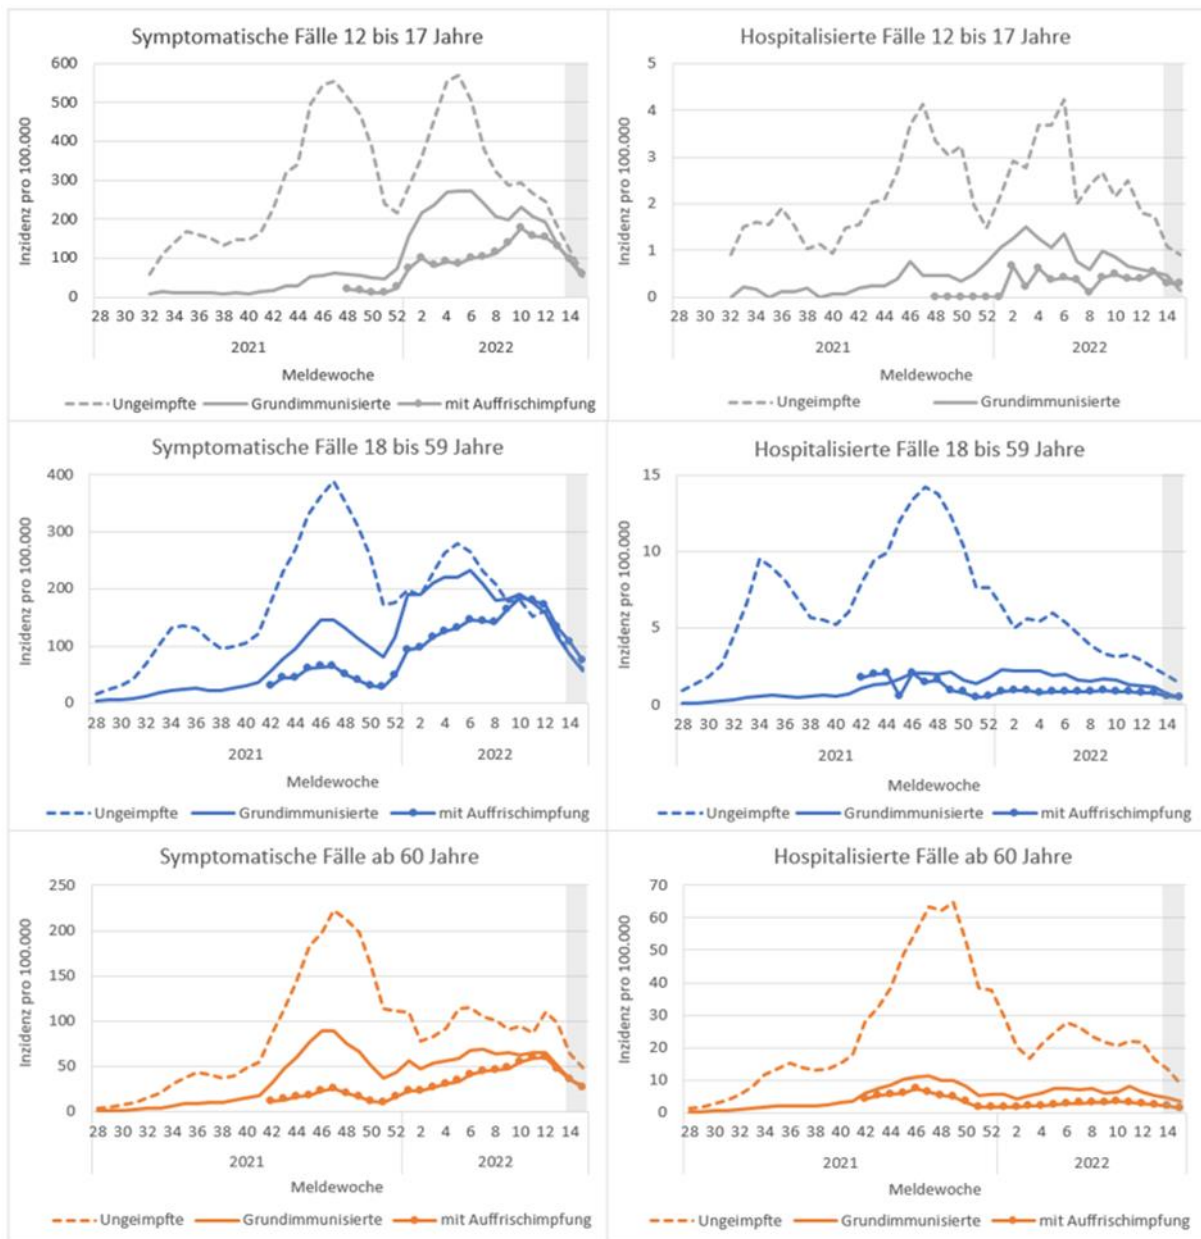 Symptomatische Fälle 12 bis 17 Jahre
Inzidenz pro 100.000
600
500
400
300
200
100
0
28 30 32 34 36 38 40 42 44 46 48 50 52 2 4 6 8 10 12 14
2021 2022
Meldewoche
Ungeimpfte Grundimmunisierte mit Auffrischimpfung
Hospitalisierte Fälle 12 bis 17 Jahre
Inzidenz pro 100.000
5
4
3
2
1
0
28 30 32 34 36 38 40 42 44 46 48 50 52 2 4 6 8 10 12 14
2021 2022
Meldewoche
Ungeimpfte Grundimmunisierte
Symptomatische Fälle 18 bis 59 Jahre
Inzidenz pro 100.000
400
300
200
100
0
28 30 32 34 36 38 40 42 44 46 48 50 52 2 4 6 8 10 12 14
2021 2022
Meldewoche
Ungeimpfte Grundimmunisierte mit Auffrischimpfung
Hospitalisierte Fälle 18 bis 59 Jahre
Inzidenz pro 100.000
15
10
5
0
28 30 32 34 36 38 40 42 44 46 48 50 52 2 4 6 8 10 12 14
2021 2022
Meldewoche
Ungeimpfte Grundimmunisierte mit Auffrischimpfung
Symptomatische Fälle ab 60 Jahre
Inzidenz pro 100.000
250
200
150
100
50
0
28 30 32 34 36 38 40 42 44 46 48 50 52 2 4 6 8 10 12 14
2021 2022
Meldewoche
Ungeimpfte Grundimmunisierte mit Auffrischimpfung
Hospitalisierte Fälle ab 60 Jahre
Inzidenz pro 100.000
70
60
50
40
30
20
10
0
28 30 32 34 36 38 40 42 44 46 48 50 52 2 4 6 8 10 12 14
2021 2022
Meldewoche
Ungeimpfte Grundimmunisierte mit Auffrischimpfung